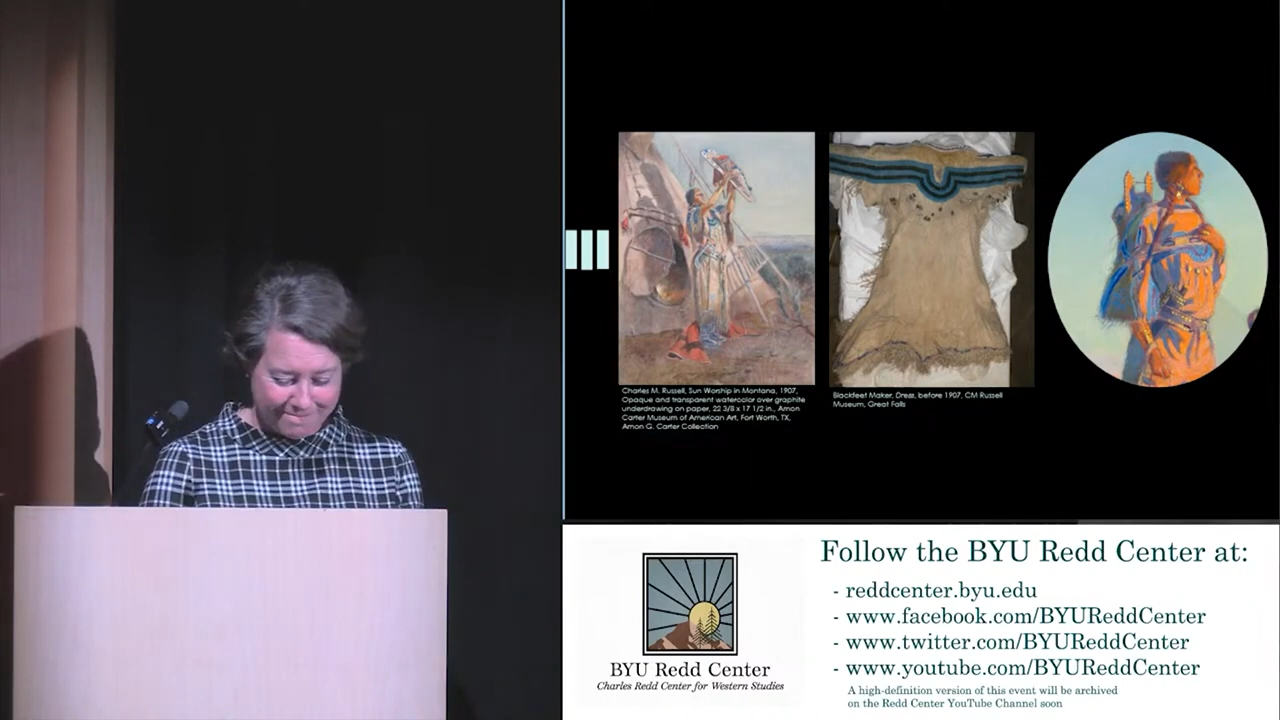 Charles M. Russell, Sun Worship in Montana, 1907,
Opaque and transparent watercolor over graphite
underdrawing on paper, 22 3/8 x 17 1/2 in., Amon
Carter Museum of American Art, Fort Worth, TX,
Amon G. Carter Collection
Blackfeet Maker, Dress, before 1907, CM Russell
Museum, Great Falls
BYU Redd Center
Charles Redd Center for Western Studies
Follow the BYU Redd Center at:
- reddcenter.byu.edu
- www.facebook.com/BYUReddCenter
- www.twitter.com/BYUReddCenter
- www.youtube.com/BYUReddCenter
A high-definition version of this event will be archived
on the Redd Center YouTube Channel soon